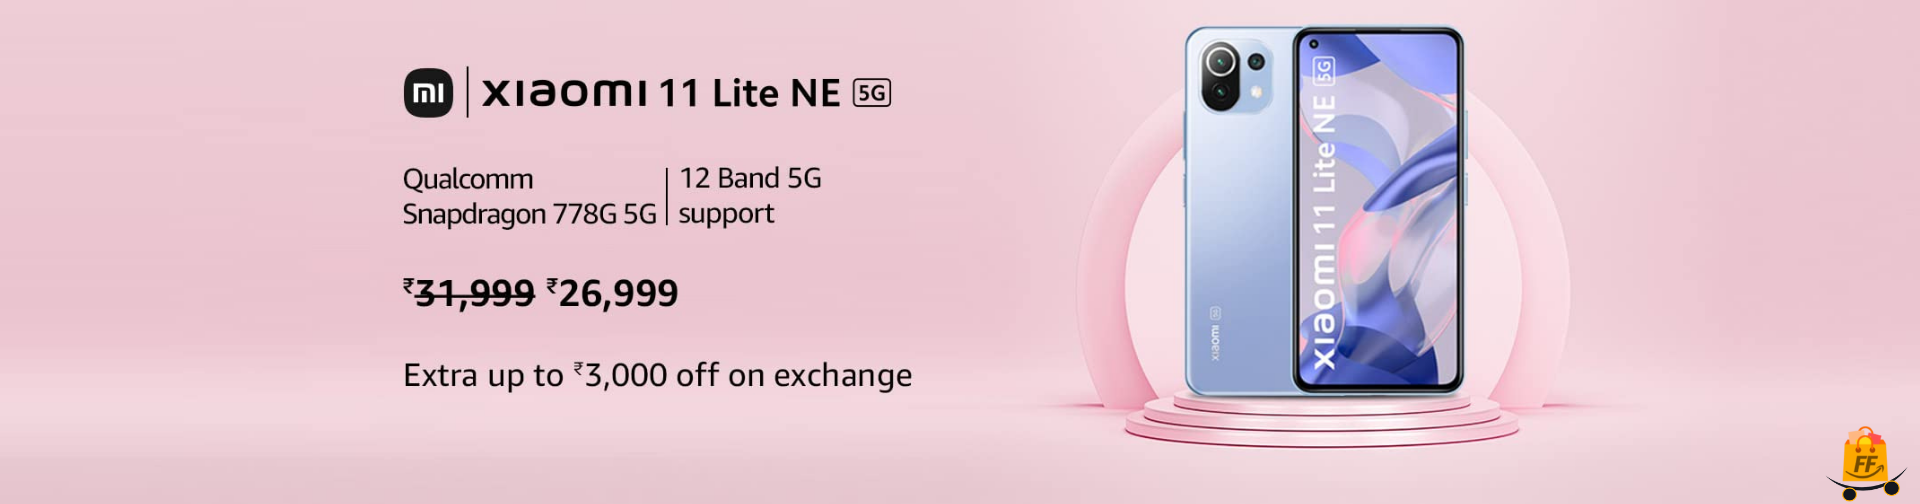 mi
xiaomi 11 Lite NE 5G
Qualcomm
Snapdragon 778G 5G
12 Band 5G
support
₹31,999 ₹26,999
Extra up to ₹3,000 off on exchange
xiaomi 5G
xiaomi 11 Lite NE 5G
FF